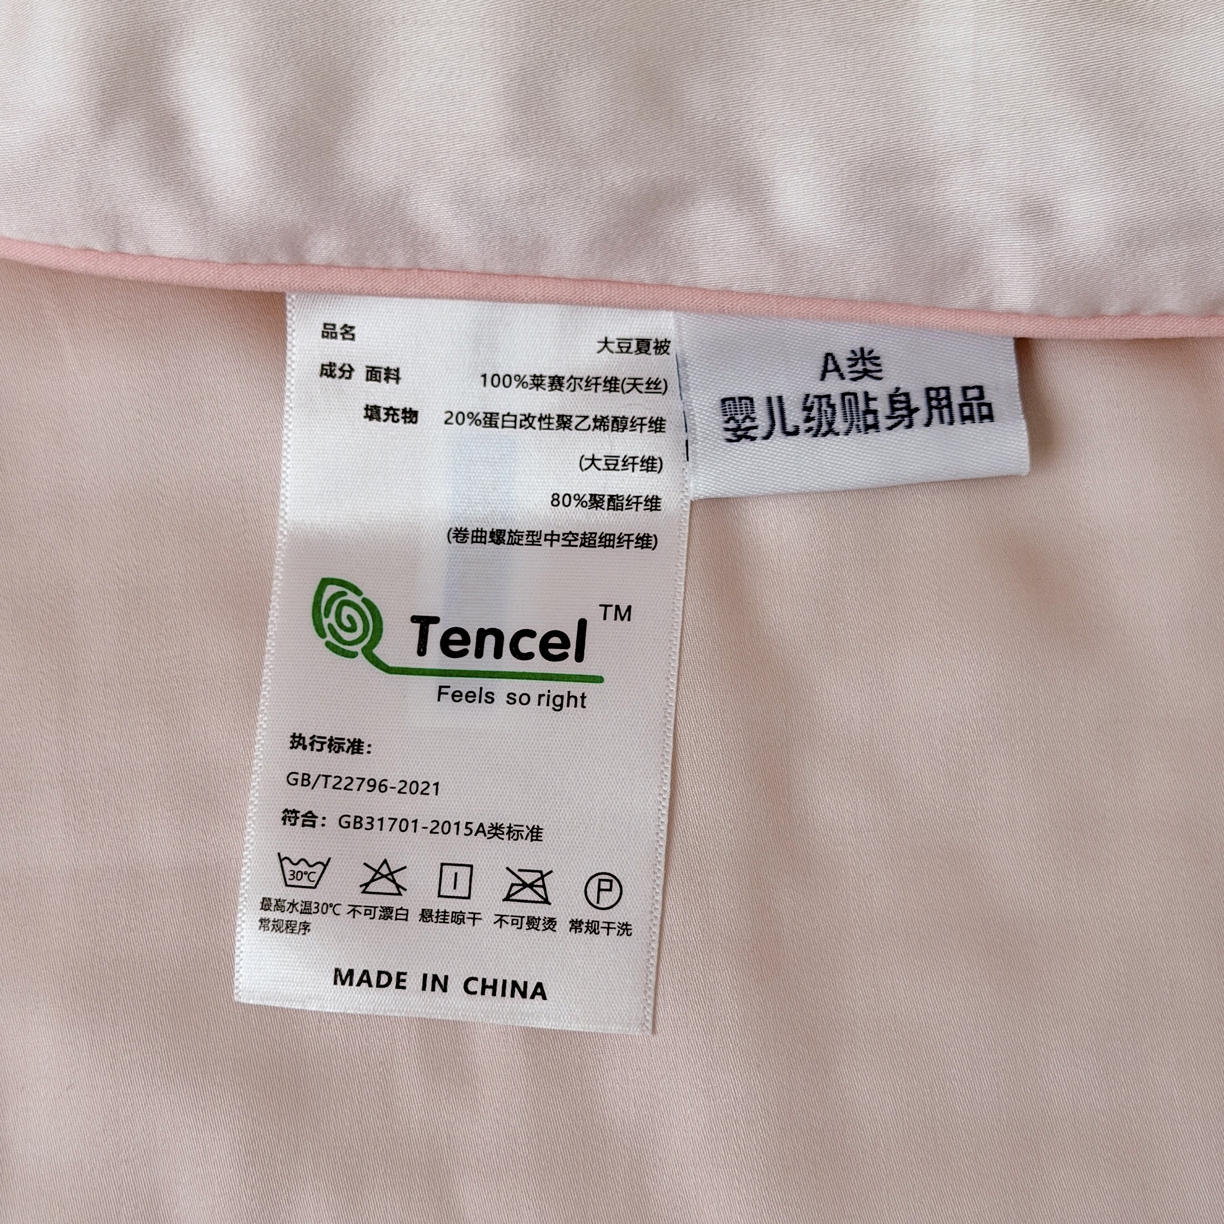 品名 大豆夏被
成分 面料 100%莱赛尔纤维(天丝)
填充物 20%蛋白改性聚乙烯醇纤维
(大豆纤维)
80%聚酯纤维
(卷曲螺旋型中空超细纤维)
Tencel TM
Feels so right
执行标准：
GB/T22796-2021
符合：GB31701-2015A类标准
30℃ P
最高水温30℃ 不可漂白 悬挂晾干 不可熨烫 常规干洗
常规程序
MADE IN CHINA
A类
婴儿级贴身用品